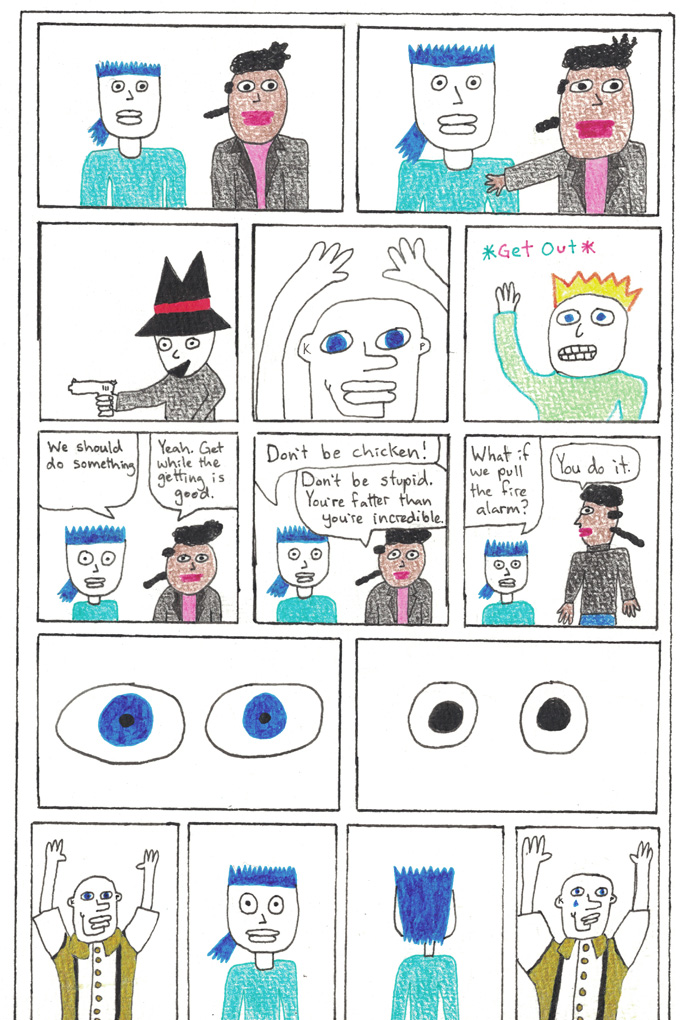 *Get Out*
K
P
We should
do something
Yeah. Get
while the
getting is
good.
Don't be chicken!
Don't be stupid.
You're fatter than
you're incredible.
What if
we pull
the fire
alarm?
You do it.